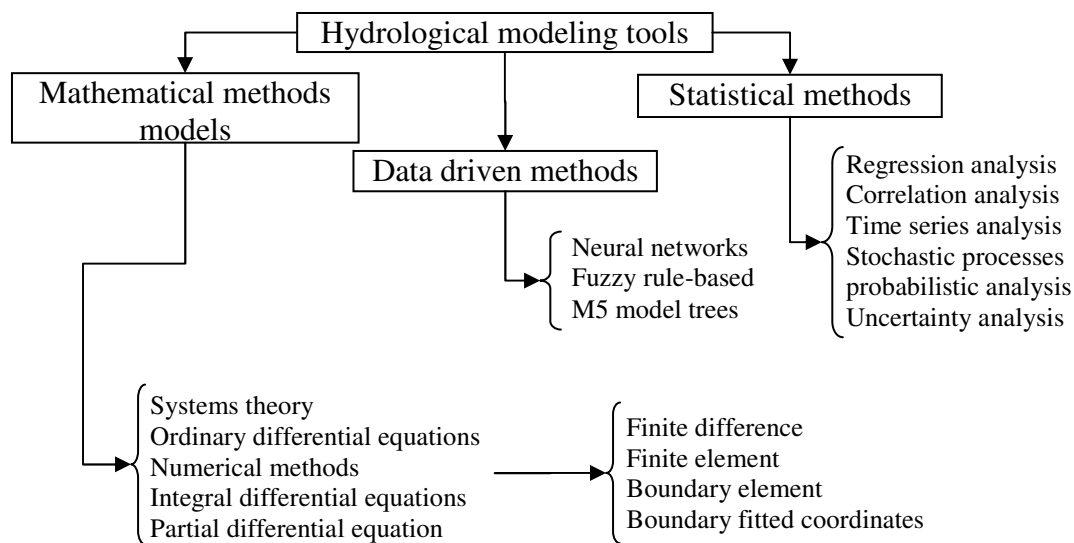 Hydrological modeling tools
Mathematical methods
models
Statistical methods
Data driven methods
Regression analysis
Correlation analysis
Time series analysis
Stochastic processes
probabilistic analysis
Uncertainty analysis
Neural networks
Fuzzy rule-based
M5 model trees
Systems theory
Ordinary differential equations
Numerical methods
Integral differential equations
Partial differential equation
Finite difference
Finite element
Boundary element
Boundary fitted coordinates